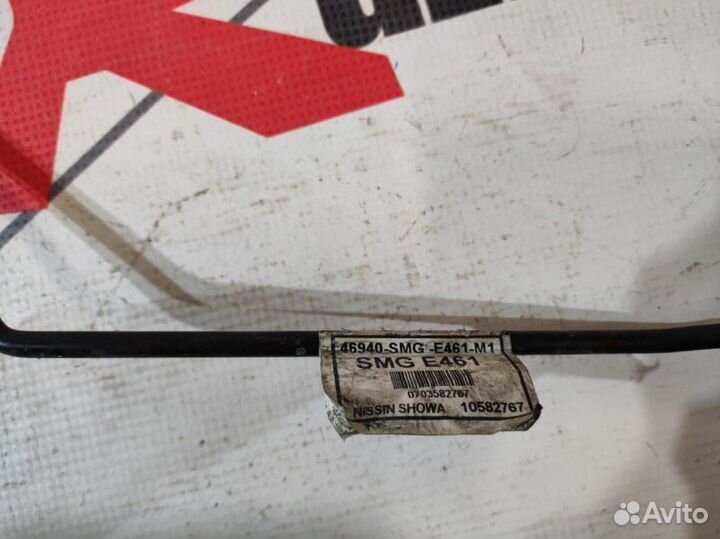 46940-SMG -E461-M1
SMG E461
0703582767
NISSIN SHOWA 10582767
Avito